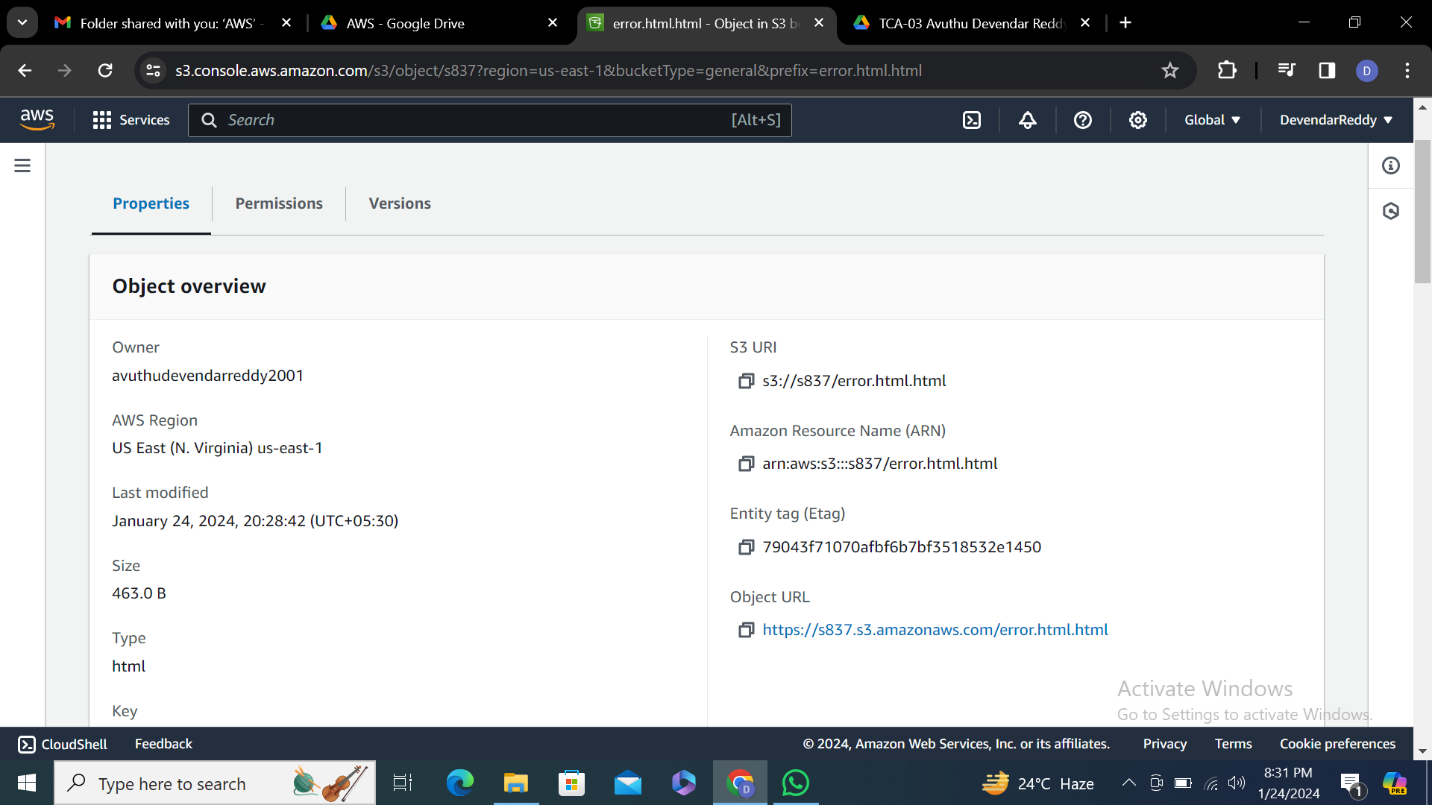 Folder shared with you: ‘AWS’ -
AWS - Google Drive
error.html.html - Object in S3 b
TCA-03 Avuthu Devendar Reddy
s3.console.aws.amazon.com/s3/object/s837?region=us-east-1&bucketType=general&prefix=error.html.html
D
aws
Services
Search
[Alt+S]
Global
DevendarReddy
Properties
Permissions
Versions
Object overview
Owner
avuthudevendarreddy2001
AWS Region
US East (N. Virginia) us-east-1
Last modified
January 24, 2024, 20:28:42 (UTC+05:30)
Size
463.0 B
Type
html
Key
S3 URI
s3://s837/error.html.html
Amazon Resource Name (ARN)
arn:aws:s3:::s837/error.html.html
Entity tag (Etag)
79043f71070afbf6b7bf3518532e1450
Object URL
https://s837.s3.amazonaws.com/error.html.html
Activate Windows
Go to Settings to activate Windows.
CloudShell
Feedback
© 2024, Amazon Web Services, Inc. or its affiliates.
Privacy
Terms
Cookie preferences
Type here to search
D
24°C Haze
8:31 PM
1/24/2024
1
PRE